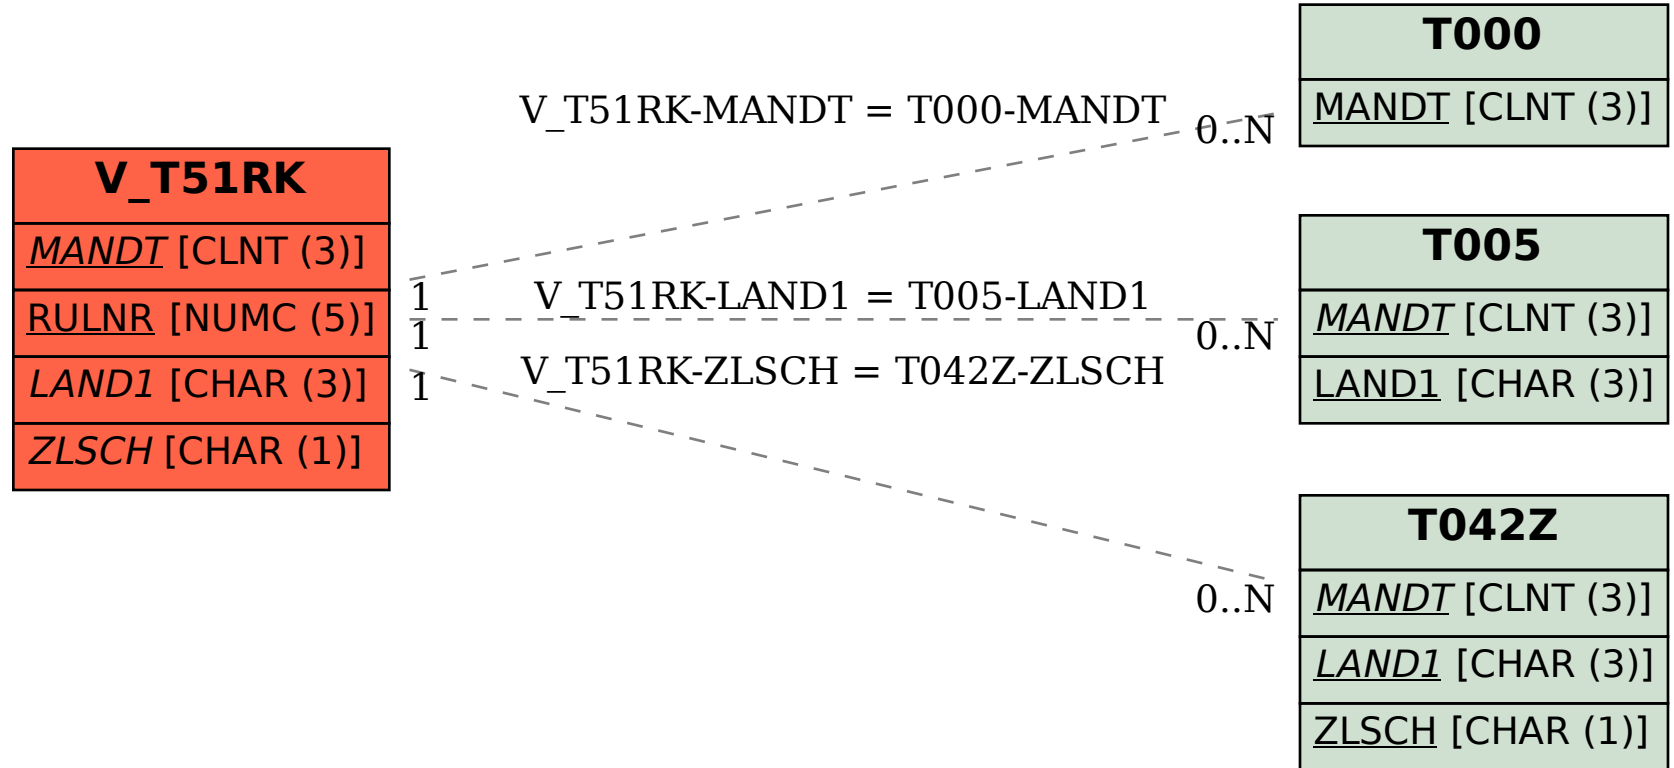 V_T51RK
MANDT [CLNT (3)]
RULNR [NUMC (5)]
LAND1 [CHAR (3)]
ZLSCH [CHAR (1)]
V_T51RK-MANDT = T000-MANDT
0..N
1
V_T51RK-LAND1 = T005-LAND1
1
0..N
V_T51RK-ZLSCH = T042Z-ZLSCH
1
0..N
T000
MANDT [CLNT (3)]
T005
MANDT [CLNT (3)]
LAND1 [CHAR (3)]
T042Z
MANDT [CLNT (3)]
LAND1 [CHAR (3)]
ZLSCH [CHAR (1)]